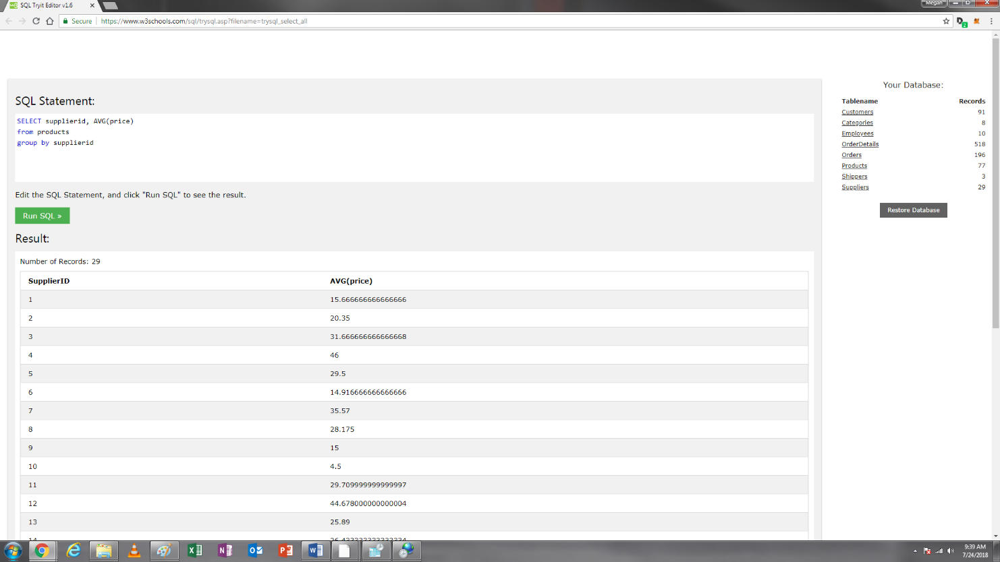 SQL Tryit Editor v1.6
Megan
Secure https://www.w3schools.com/sql/trysql.asp?filename=trysql_select_all
2
SQL Statement:
SELECT supplierid, AVG(price)
from products
group by supplierid
Edit the SQL Statement, and click "Run SQL" to see the result.
Run SQL »
Result:
Number of Records: 29
SupplierID AVG(price)
1 15.666666666666666
2 20.35
3 31.666666666666668
4 46
5 29.5
6 14.916666666666666
7 35.57
8 28.175
9 15
10 4.5
11 29.709999999999997
12 44.678000000000004
13 25.89
14 26.433333333333334
Your Database:
Tablename Records
Customers 91
Categories 8
Employees 10
OrderDetails 518
Orders 196
Products 77
Shippers 3
Suppliers 29
Restore Database
9:39 AM
7/24/2018